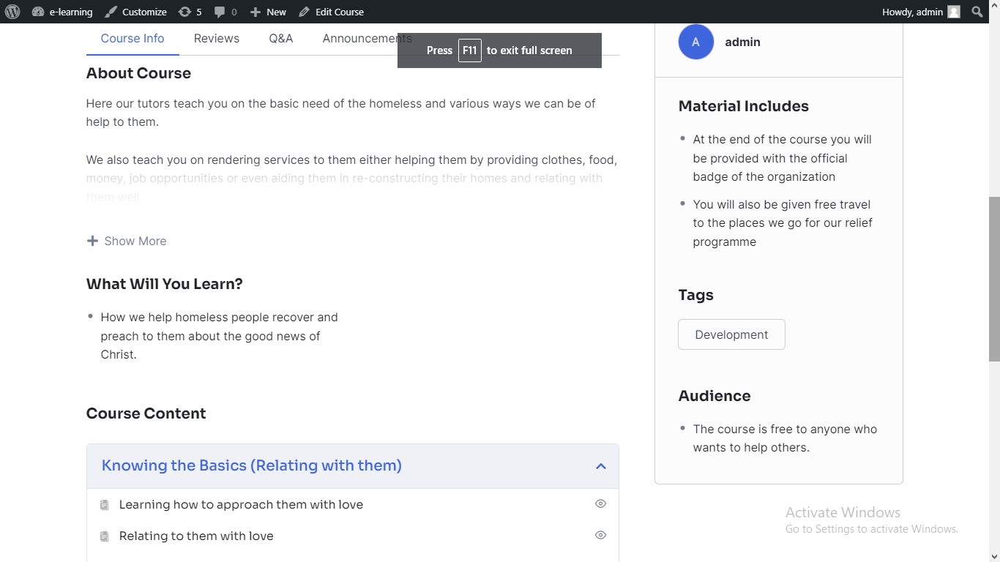 e-learning Customize 5 0 New Edit Course Howdy, admin
Course Info Reviews Q&A Announcements
Press F11 to exit full screen
About Course
Here our tutors teach you on the basic need of the homeless and various ways we can be of
help to them.
We also teach you on rendering services to them either helping them by providing clothes, food,
money, job opportunities or even aiding them in re-constructing their homes and relating with
them well.
Show More
What Will You Learn?
How we help homeless people recover and
preach to them about the good news of
Christ.
Course Content
Knowing the Basics (Relating with them)
Learning how to approach them with love
Relating to them with love
A admin
Material Includes
At the end of the course you will
be provided with the official
badge of the organization
You will also be given free travel
to the places we go for our relief
programme
Tags
Development
Audience
The course is free to anyone who
wants to help others.
Activate Windows
Go to Settings to activate Windows.